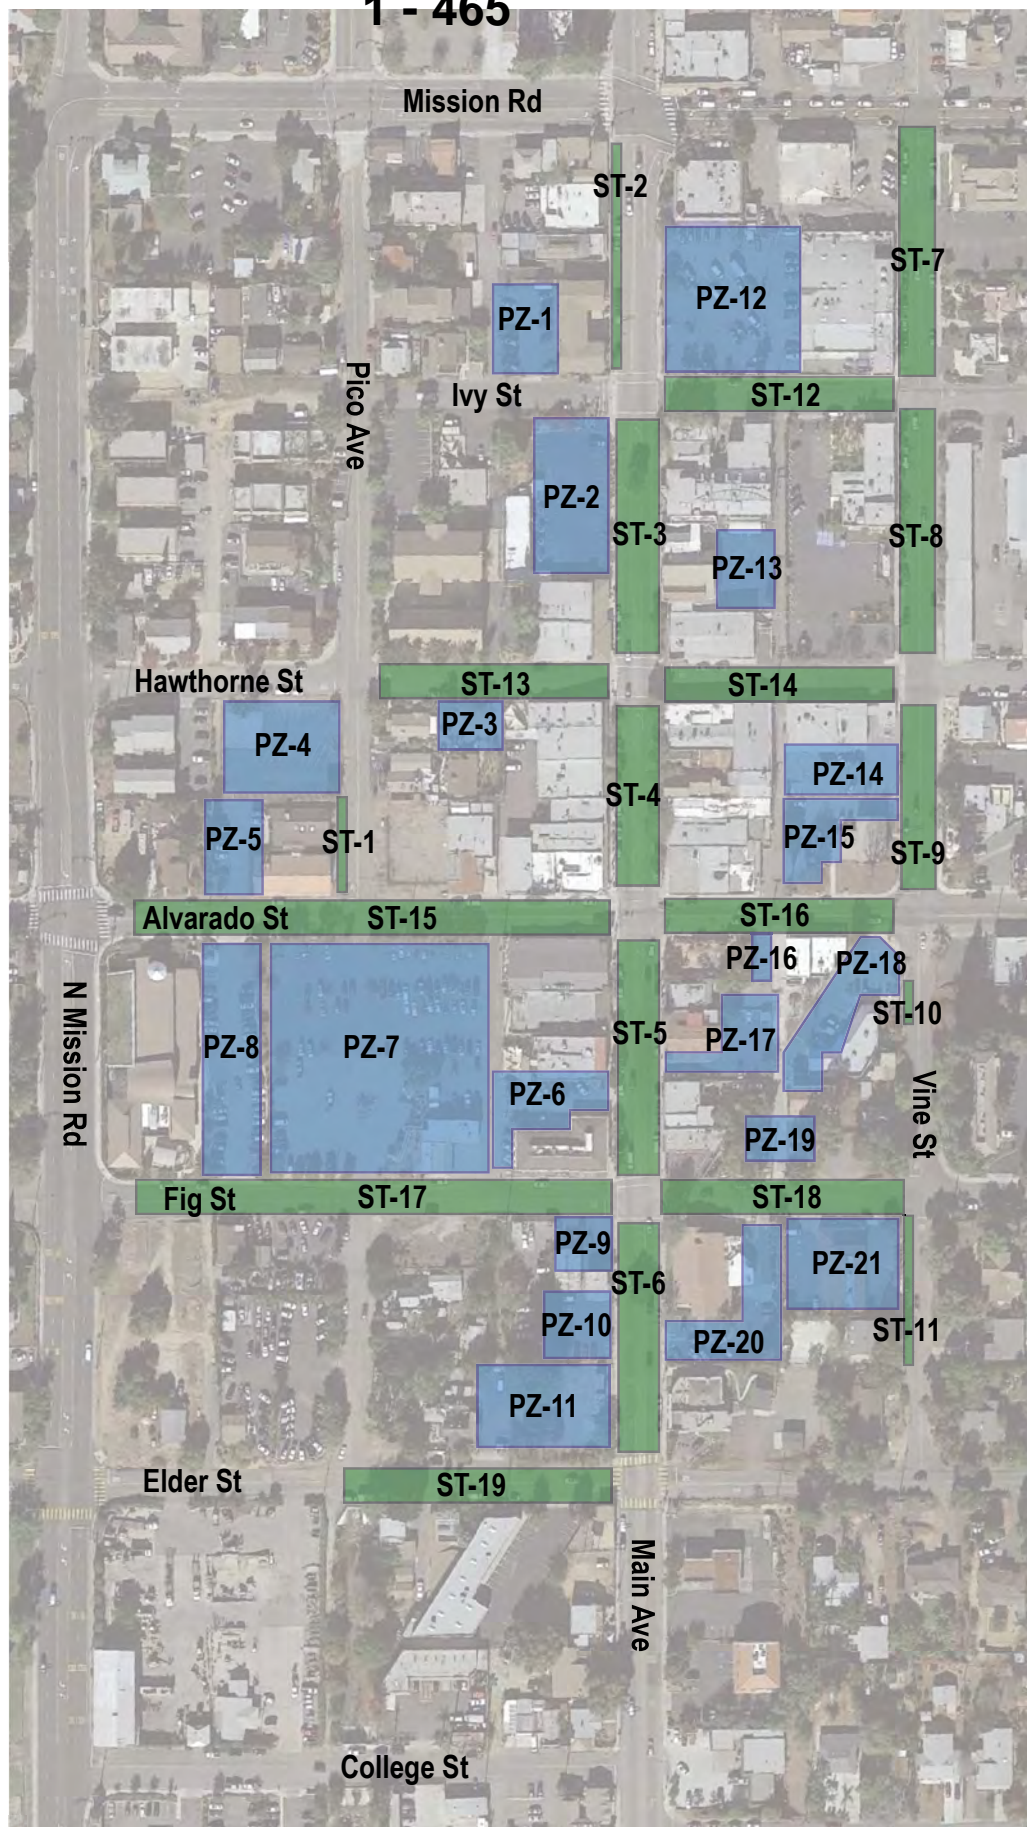 1 - 465
Mission Rd
ST-2
ST-7
PZ-12
PZ-1
Pico Ave
Ivy St
ST-12
PZ-2
ST-3
ST-8
PZ-13
Hawthorne St
ST-13
ST-14
PZ-3
PZ-4
PZ-14
ST-4
PZ-5
ST-1
PZ-15
ST-9
Alvarado St
ST-15
ST-16
PZ-16
PZ-18
N Mission Rd
ST-10
ST-5
PZ-17
PZ-8
PZ-7
PZ-6
Vine St
PZ-19
Fig St
ST-17
ST-18
PZ-9
PZ-21
ST-6
PZ-10
ST-11
PZ-20
PZ-11
Elder St
ST-19
Main Ave
College St